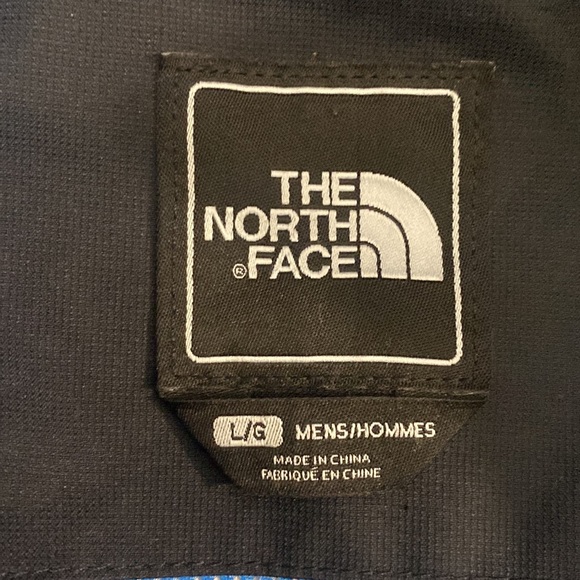 THE
NORTH
®FACE
L/G MENS/HOMMES
MADE IN CHINA
FABRIQUÉ EN CHINE